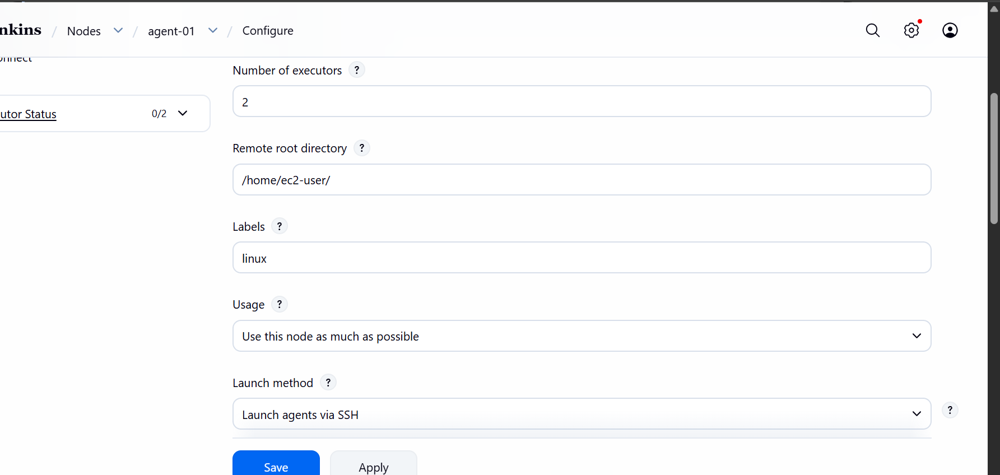 nkins / Nodes / agent-01 / Configure
onnect
Number of executors ?
2
utor Status 0/2
Remote root directory ?
/home/ec2-user/
Labels ?
linux
Usage ?
Use this node as much as possible
Launch method ?
Launch agents via SSH ?
Save Apply